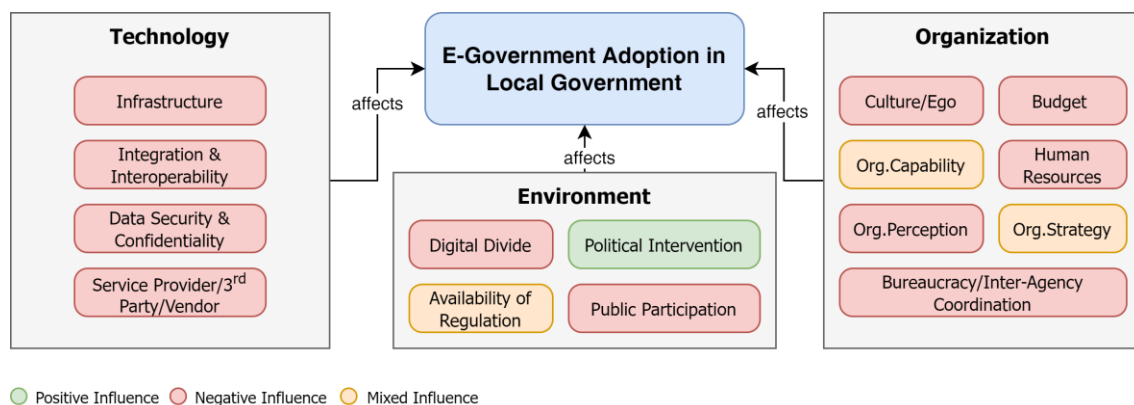 Technology
Infrastructure
Integration &
Interoperability
Data Security &
Confidentiality
Service Provider/3rd
Party/Vendor
affects
E-Government Adoption in
Local Government
affects
Environment
Digital Divide
Political Intervention
Availability of
Regulation
Public Participation
affects
Organization
Culture/Ego
Budget
Org.Capability
Human
Resources
Org.Perception
Org.Strategy
Bureaucracy/Inter-Agency
Coordination
Positive Influence
Negative Influence
Mixed Influence